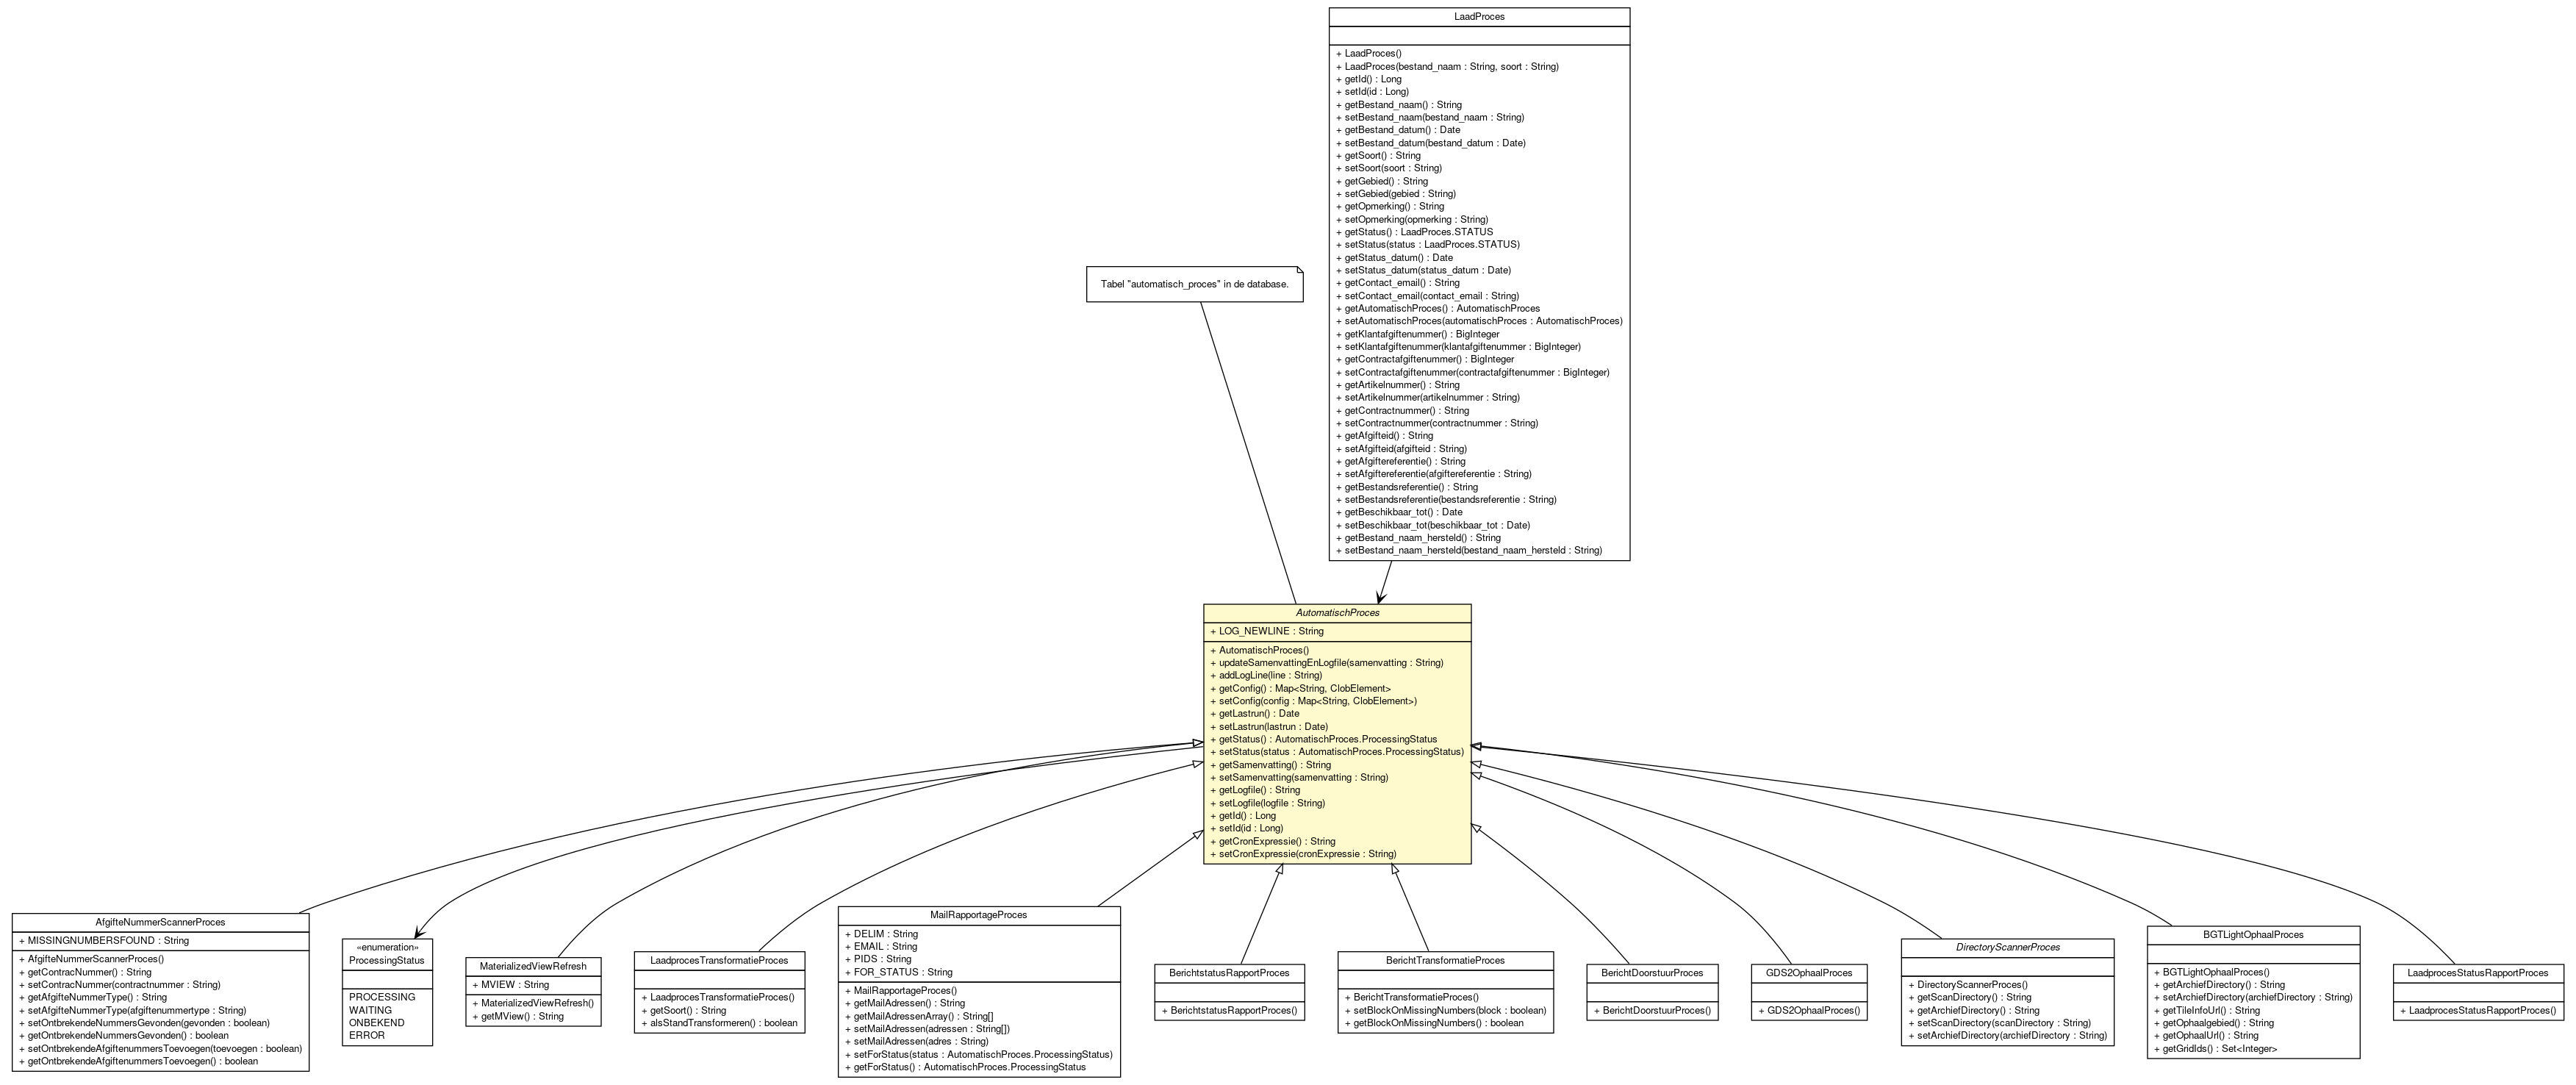 LaadProces
+ LaadProces()
+ LaadProces(bestand_naam : String, soort : String)
+ getId() : Long
+ setId(id : Long)
+ getBestand_naam() : String
+ setBestand_naam(bestand_naam : String)
+ getBestand_datum() : Date
+ setBestand_datum(bestand_datum : Date)
+ getSoort() : String
+ setSoort(soort : String)
+ getGebied() : String
+ setGebied(gebied : String)
+ getOpmerking() : String
+ setOpmerking(opmerking : String)
+ getStatus() : LaadProces.STATUS
+ setStatus(status : LaadProces.STATUS)
+ getStatus_datum() : Date
+ setStatus_datum(status_datum : Date)
+ getContact_email() : String
+ setContact_email(contact_email : String)
+ getAutomatischProces() : AutomatischProces
+ setAutomatischProces(automatischProces : AutomatischProces)
+ getKlantafgiftenummer() : BigInteger
+ setKlantafgiftenummer(klantafgiftenummer : BigInteger)
+ getContractafgiftenummer() : BigInteger
+ setContractafgiftenummer(contractafgiftenummer : BigInteger)
+ getArtikelnummer() : String
+ setArtikelnummer(artikelnummer : String)
+ getContractnummer() : String
+ setContractnummer(contractnummer : String)
+ getAfgifteid() : String
+ setAfgifteid(afgifteid : String)
+ getAfgiftereferentie() : String
+ setAfgiftereferentie(afgiftereferentie : String)
+ getBestandsreferentie() : String
+ setBestandsreferentie(bestandsreferentie : String)
+ getBeschikbaar_tot() : Date
+ setBeschikbaar_tot(beschikbaar_tot : Date)
+ getBestand_naam_hersteld() : String
+ setBestand_naam_hersteld(bestand_naam_hersteld : String)
Tabel "automatisch_proces" in de database.
AutomatischProces
+ LOG_NEWLINE : String
+ AutomatischProces()
+ updateSamenvattingEnLogfile(samenvatting : String)
+ addLogLine(line : String)
+ getConfig() : Map<String, ClobElement>
+ setConfig(config : Map<String, ClobElement>)
+ getLastrun() : Date
+ setLastrun(lastrun : Date)
+ getStatus() : AutomatischProces.ProcessingStatus
+ setStatus(status : AutomatischProces.ProcessingStatus)
+ getSamenvatting() : String
+ setSamenvatting(samenvatting : String)
+ getLogfile() : String
+ setLogfile(logfile : String)
+ getId() : Long
+ setId(id : Long)
+ getCronExpressie() : String
+ setCronExpressie(cronExpressie : String)
AfgifteNummerScannerProces
+ MISSINGNUMBERSFOUND : String
+ AfgifteNummerScannerProces()
+ getContracNummer() : String
+ setContracNummer(contractnummer : String)
+ getAfgifteNummerType() : String
+ setAfgifteNummerType(afgiftenummertype : String)
+ setOntbrekendeNummersGevonden(gevonden : boolean)
+ getOntbrekendeNummersGevonden() : boolean
+ setOntbrekendeAfgiftenummersToevoegen(toevoegen : boolean)
+ getOntbrekendeAfgiftenummersToevoegen() : boolean
«enumeration»
ProcessingStatus
PROCESSING
WAITING
ONBEKEND
ERROR
MaterializedViewRefresh
+ MVIEW : String
+ MaterializedViewRefresh()
+ getMView() : String
LaadprocesTransformatieProces
+ LaadprocesTransformatieProces()
+ getSoort() : String
+ alsStandTransformeren() : boolean
MailRapportageProces
+ DELIM : String
+ EMAIL : String
+ PIDS : String
+ FOR_STATUS : String
+ MailRapportageProces()
+ getMailAdressen() : String
+ getMailAdressenArray() : String[]
+ setMailAdressen(adressen : String[])
+ setMailAdressen(adres : String)
+ setForStatus(status : AutomatischProces.ProcessingStatus)
+ getForStatus() : AutomatischProces.ProcessingStatus
BerichtstatusRapportProces
+ BerichtstatusRapportProces()
BerichtTransformatieProces
+ BerichtTransformatieProces()
+ setBlockOnMissingNumbers(block : boolean)
+ getBlockOnMissingNumbers() : boolean
BerichtDoorstuurProces
+ BerichtDoorstuurProces()
GDS2OphaalProces
+ GDS2OphaalProces()
DirectoryScannerProces
+ DirectoryScannerProces()
+ getScanDirectory() : String
+ getArchiefDirectory() : String
+ setScanDirectory(scanDirectory : String)
+ setArchiefDirectory(archiefDirectory : String)
BGTLightOphaalProces
+ BGTLightOphaalProces()
+ getArchiefDirectory() : String
+ setArchiefDirectory(archiefDirectory : String)
+ getTileInfoUrl() : String
+ getOphaalgebied() : String
+ getOphaalUrl() : String
+ getGridIds() : Set<Integer>
LaadprocesStatusRapportProces
+ LaadprocesStatusRapportProces()